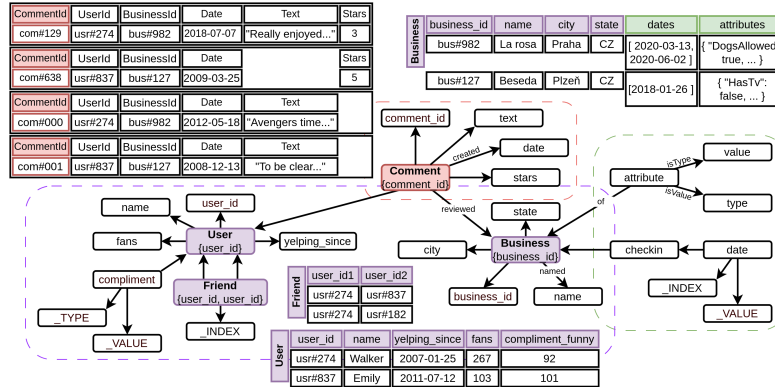 CommentId UserId BusinessId Date Text Stars
com#129 usr#274 bus#982 2018-07-07 "Really enjoyed..." 3
CommentId UserId BusinessId Date Stars
com#638 usr#837 bus#127 2009-03-25 5
CommentId UserId BusinessId Date Text
com#000 usr#274 bus#982 2012-05-18 "Avengers time..."
CommentId UserId BusinessId Date Text
com#001 usr#837 bus#127 2008-12-13 "To be clear..."
Business
business_id name city state dates attributes
bus#982 La rosa Praha CZ [ 2020-03-13, 2020-06-02 ] { "DogsAllowed true, ... }
bus#127 Beseda Plzeň CZ [2018-01-26 ] { "HasTv": false, ... }
comment_id
text
created
date
Comment
{comment_id}
stars
reviewed
value
isType
attribute
isValue
type
of
name
user_id
fans
User
{user_id}
yelping_since
compliment
Friend
{user_id, user_id}
_TYPE
_VALUE
_INDEX
state
city
Business
{business_id}
named
business_id
name
checkin
date
_INDEX
_VALUE
Friend
user_id1 user_id2
usr#274 usr#837
usr#274 usr#182
User
user_id name yelping_since fans compliment_funny
usr#274 Walker 2007-01-25 267 92
usr#837 Emily 2011-07-12 103 101